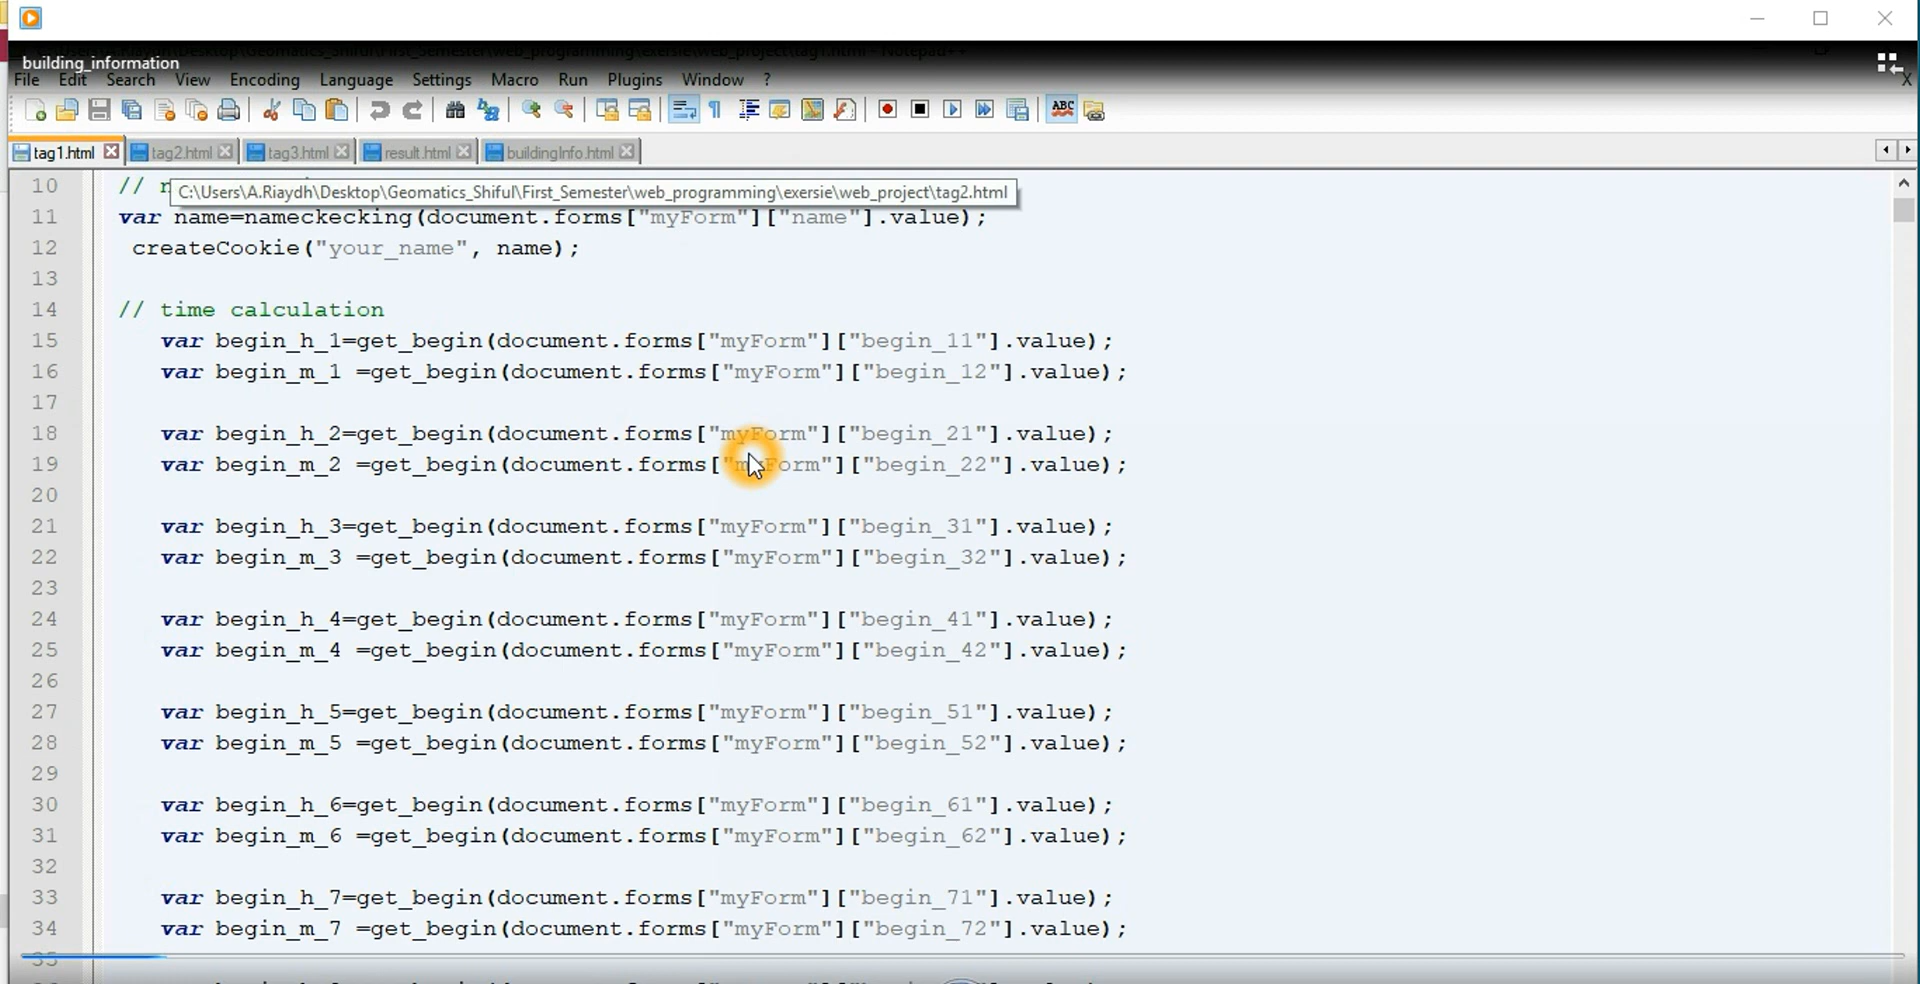 building_information
File Edit Search View Encoding Language Settings Macro Run Plugins Window ?
tag1.html tag2.html tag3.html result.html buildingInfo.html
10 //
C:\Users\A.Riaydh\Desktop\Geomatics_Shiful\First_Semester\web_programming\exersie\web_project\tag2.html
11 var name=nameckecking(document.forms["myForm"]["name"].value);
12 createCookie("your_name", name);
13
14 // time calculation
15 var begin_h_1=get_begin(document.forms["myForm"]["begin_11"].value);
16 var begin_m_1 =get_begin(document.forms["myForm"]["begin_12"].value);
17
18 var begin_h_2=get_begin(document.forms["myForm"]["begin_21"].value);
19 var begin_m_2 =get_begin(document.forms["myForm"]["begin_22"].value);
20
21 var begin_h_3=get_begin(document.forms["myForm"]["begin_31"].value);
22 var begin_m_3 =get_begin(document.forms["myForm"]["begin_32"].value);
23
24 var begin_h_4=get_begin(document.forms["myForm"]["begin_41"].value);
25 var begin_m_4 =get_begin(document.forms["myForm"]["begin_42"].value);
26
27 var begin_h_5=get_begin(document.forms["myForm"]["begin_51"].value);
28 var begin_m_5 =get_begin(document.forms["myForm"]["begin_52"].value);
29
30 var begin_h_6=get_begin(document.forms["myForm"]["begin_61"].value);
31 var begin_m_6 =get_begin(document.forms["myForm"]["begin_62"].value);
32
33 var begin_h_7=get_begin(document.forms["myForm"]["begin_71"].value);
34 var begin_m_7 =get_begin(document.forms["myForm"]["begin_72"].value);
35